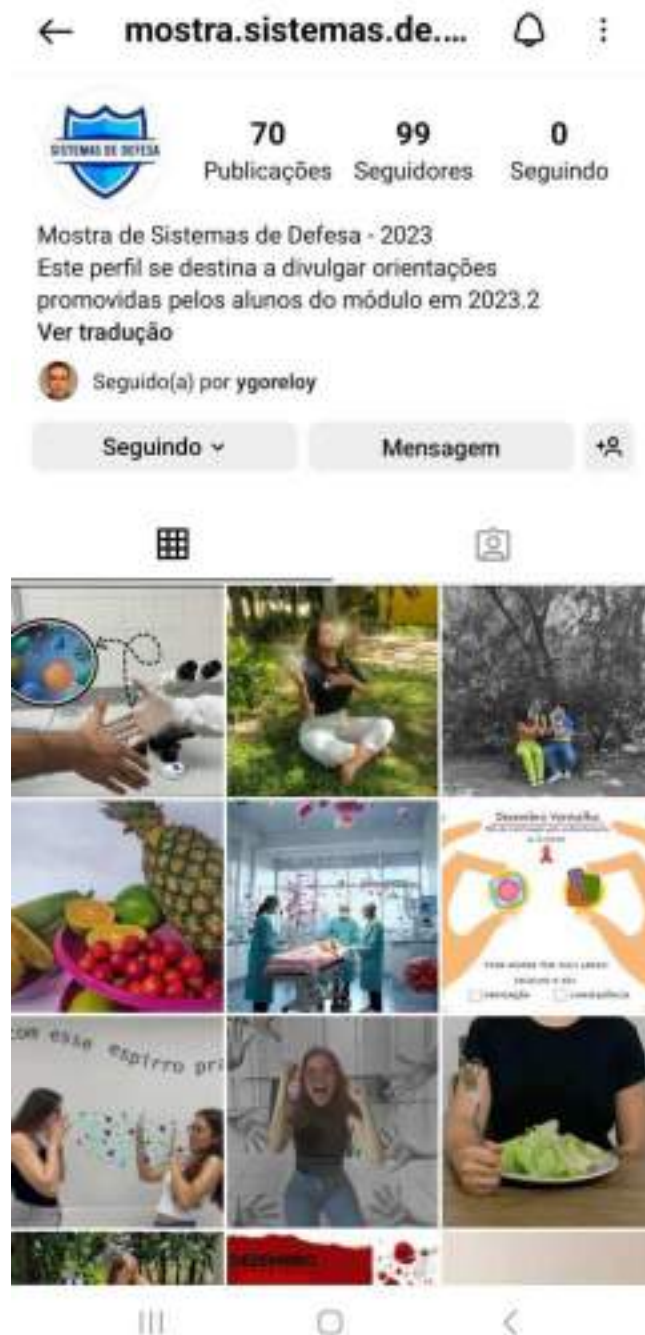 mostra.sistemas.de....
SISTEMAS DE DEFESA
70 99 0
Publicações Seguidores Seguindo
Mostra de Sistemas de Defesa - 2023
Este perfil se destina a divulgar orientações
promovidas pelos alunos do módulo em 2023.2
Ver tradução
Seguido(a) por ygoreloy
Seguindo Mensagem
Dezembro Vermelho
com esse espirro pri